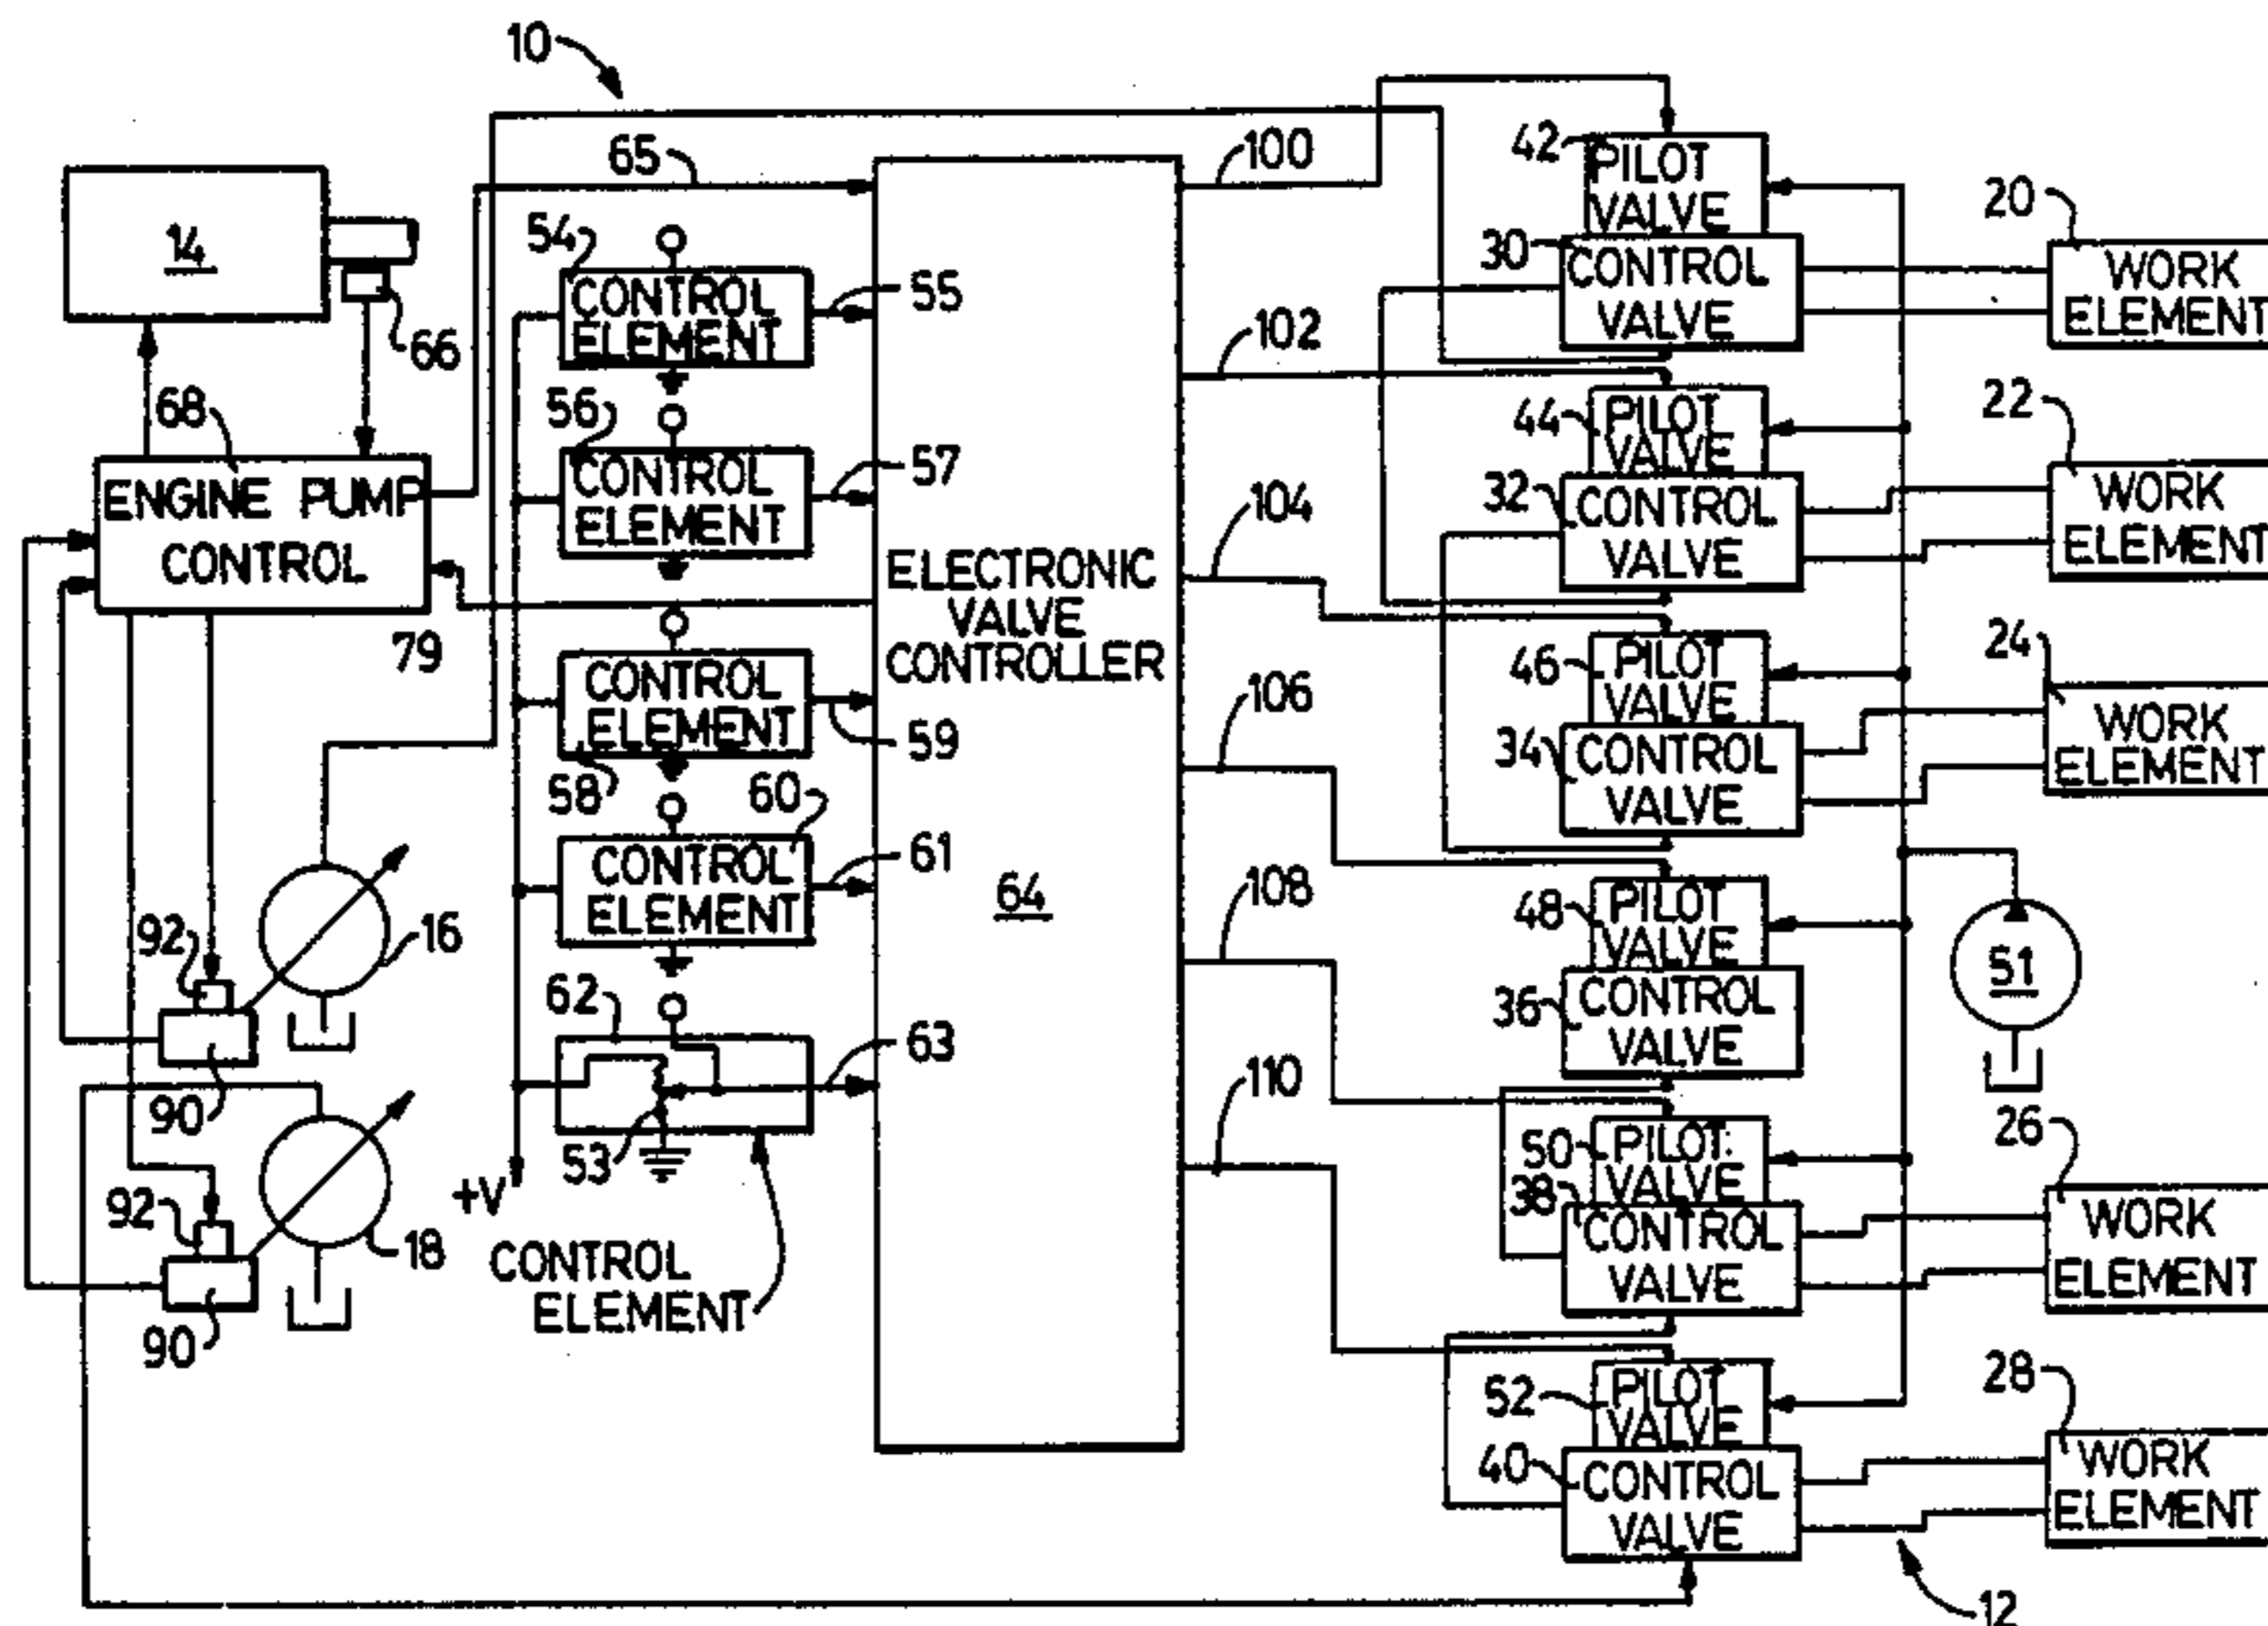 10
65
100
42
PILOT
VALVE
20
14
54
CONTROL
ELEMENT
55
30
CONTROL
VALVE
WORK
ELEMENT
66
102
68
56
CONTROL
ELEMENT
57
44
PILOT
VALVE
22
ENGINE PUMP
CONTROL
104
32
CONTROL
VALVE
WORK
ELEMENT
ELECTRONIC
VALVE
CONTROLLER
79
CONTROL
ELEMENT
59
58
106
46
PILOT
VALVE
24
34
CONTROL
VALVE
WORK
ELEMENT
60
CONTROL
ELEMENT
61
64
108
48
PILOT
VALVE
51
92
16
90
62
63
53
36
CONTROL
VALVE
110
50
PILOT
VALVE
26
+V
92
18
90
CONTROL
ELEMENT
38
CONTROL
VALVE
WORK
ELEMENT
52
PILOT
VALVE
28
40
CONTROL
VALVE
WORK
ELEMENT
12